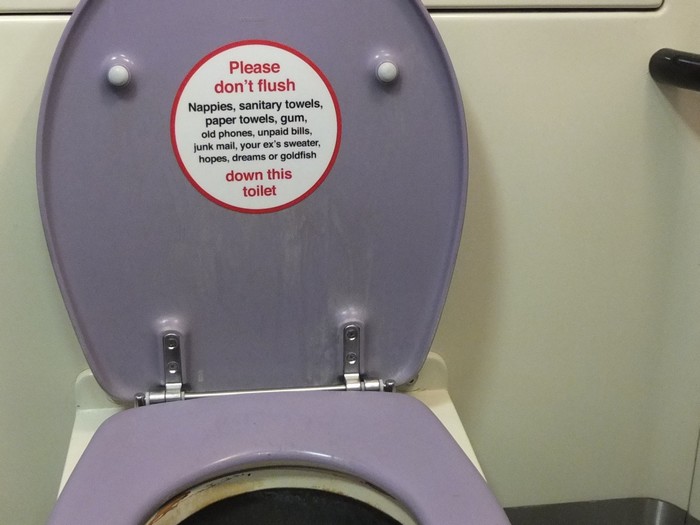 Please
don't flush
Nappies, sanitary towels,
paper towels, gum,
old phones, unpaid bills,
junk mail, your ex's sweater,
hopes, dreams or goldfish
down this
toilet